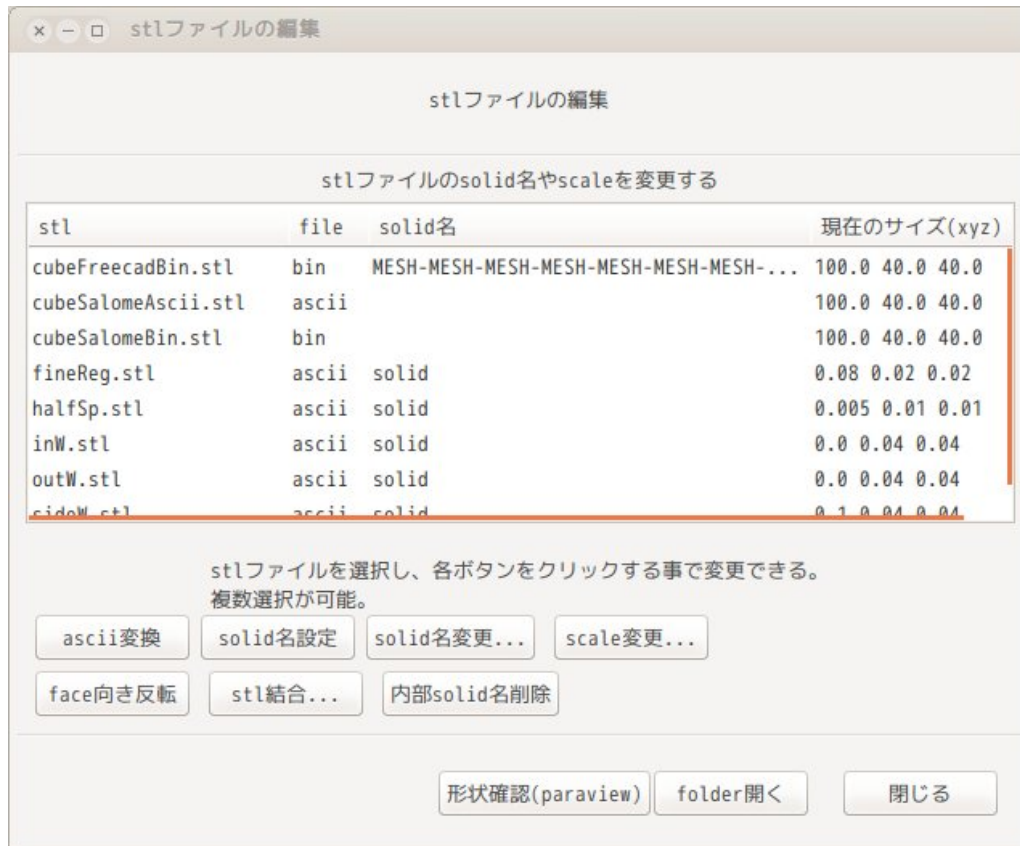 stlファイルの編集
stlファイルの編集
stlファイルのsolid名やscaleを変更する
stl file solid名 現在のサイズ(xyz)
cubeFreecadBin.stl bin MESH-MESH-MESH-MESH-MESH-MESH-MESH-... 100.0 40.0 40.0
cubeSalomeAscii.stl ascii 100.0 40.0 40.0
cubeSalomeBin.stl bin 100.0 40.0 40.0
fineReg.stl ascii solid 0.08 0.02 0.02
halfSp.stl ascii solid 0.005 0.01 0.01
inW.stl ascii solid 0.0 0.04 0.04
outW.stl ascii solid 0.0 0.04 0.04
sideW.stl ascii solid 0.1 0.04 0.04
stlファイルを選択し、各ボタンをクリックする事で変更できる。
複数選択が可能。
ascii変換 solid名設定 solid名変更... scale変更...
face向き反転 stl結合... 内部solid名削除
形状確認(paraview) folder開く 閉じる